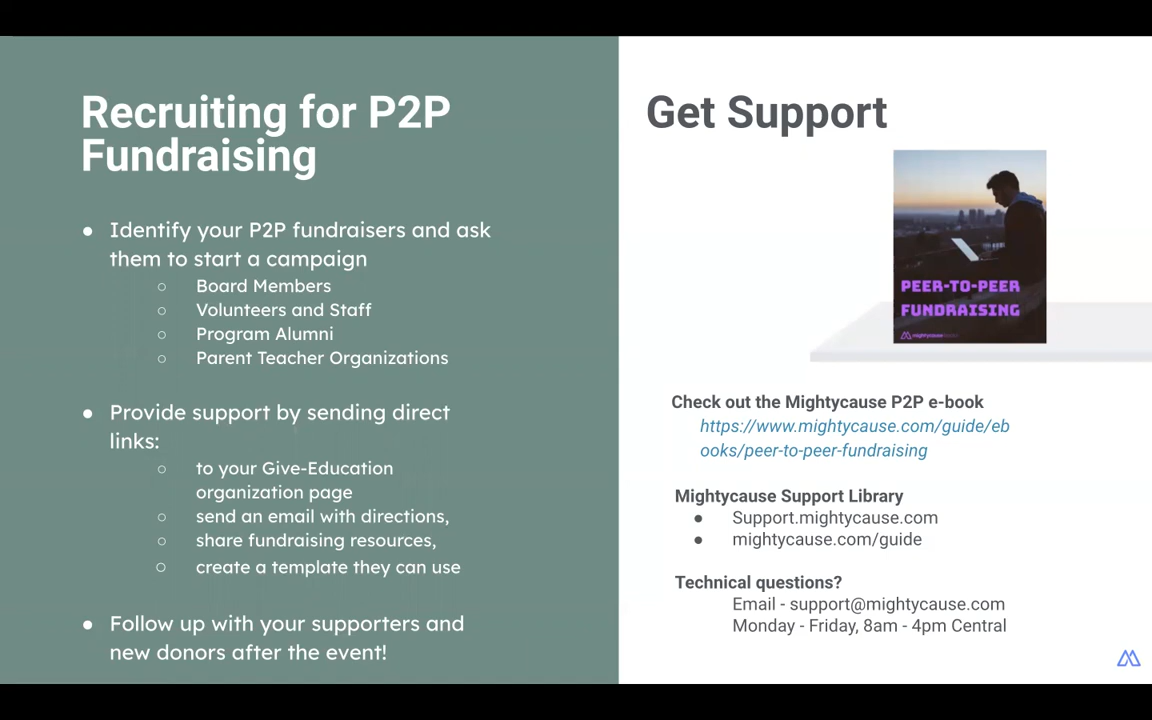 Recruiting for P2P
Fundraising
● Identify your P2P fundraisers and ask
them to start a campaign
○ Board Members
○ Volunteers and Staff
○ Program Alumni
○ Parent Teacher Organizations
● Provide support by sending direct
links:
○ to your Give-Education
organization page
○ send an email with directions,
○ share fundraising resources,
○ create a template they can use
● Follow up with your supporters and
new donors after the event!
Get Support
PEER-TO-PEER
FUNDRAISING
mightycause
Check out the Mightycause P2P e-book
https://www.mightycause.com/guide/eb
ooks/peer-to-peer-fundraising
Mightycause Support Library
● Support.mightycause.com
● mightycause.com/guide
Technical questions?
Email - support@mightycause.com
Monday - Friday, 8am - 4pm Central